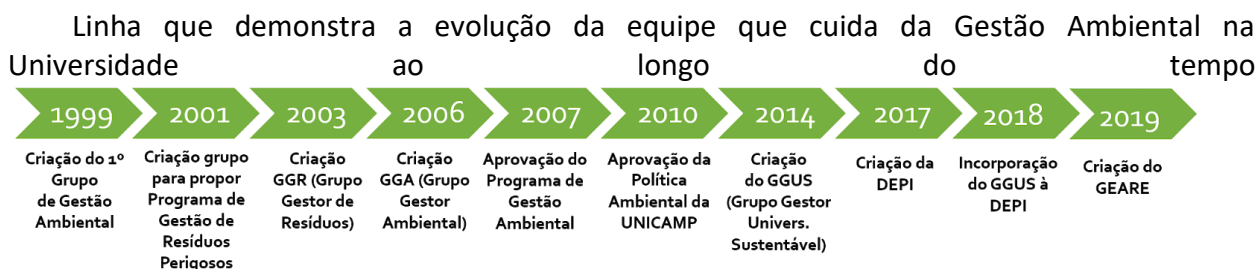 Linha que demonstra a evolução da equipe que cuida da Gestão Ambiental na
Universidade ao longo do tempo
1999
Criação do 1º
Grupo
de Gestão
Ambiental
2001
Criação grupo
para propor
Programa de
Gestão de
Resíduos
Perigosos
2003
Criação
GGR (Grupo
Gestor de
Resíduos)
2006
Criação
GGA (Grupo
Gestor
Ambiental)
2007
Aprovação do
Programa de
Gestão
Ambiental
2010
Aprovação da
Política
Ambiental da
UNICAMP
2014
Criação
do GGUS
(Grupo Gestor
Univers.
Sustentável)
2017
Criação da
DEPI
2018
Incorporação
do GGUS à
DEPI
2019
Criação do
GEARE